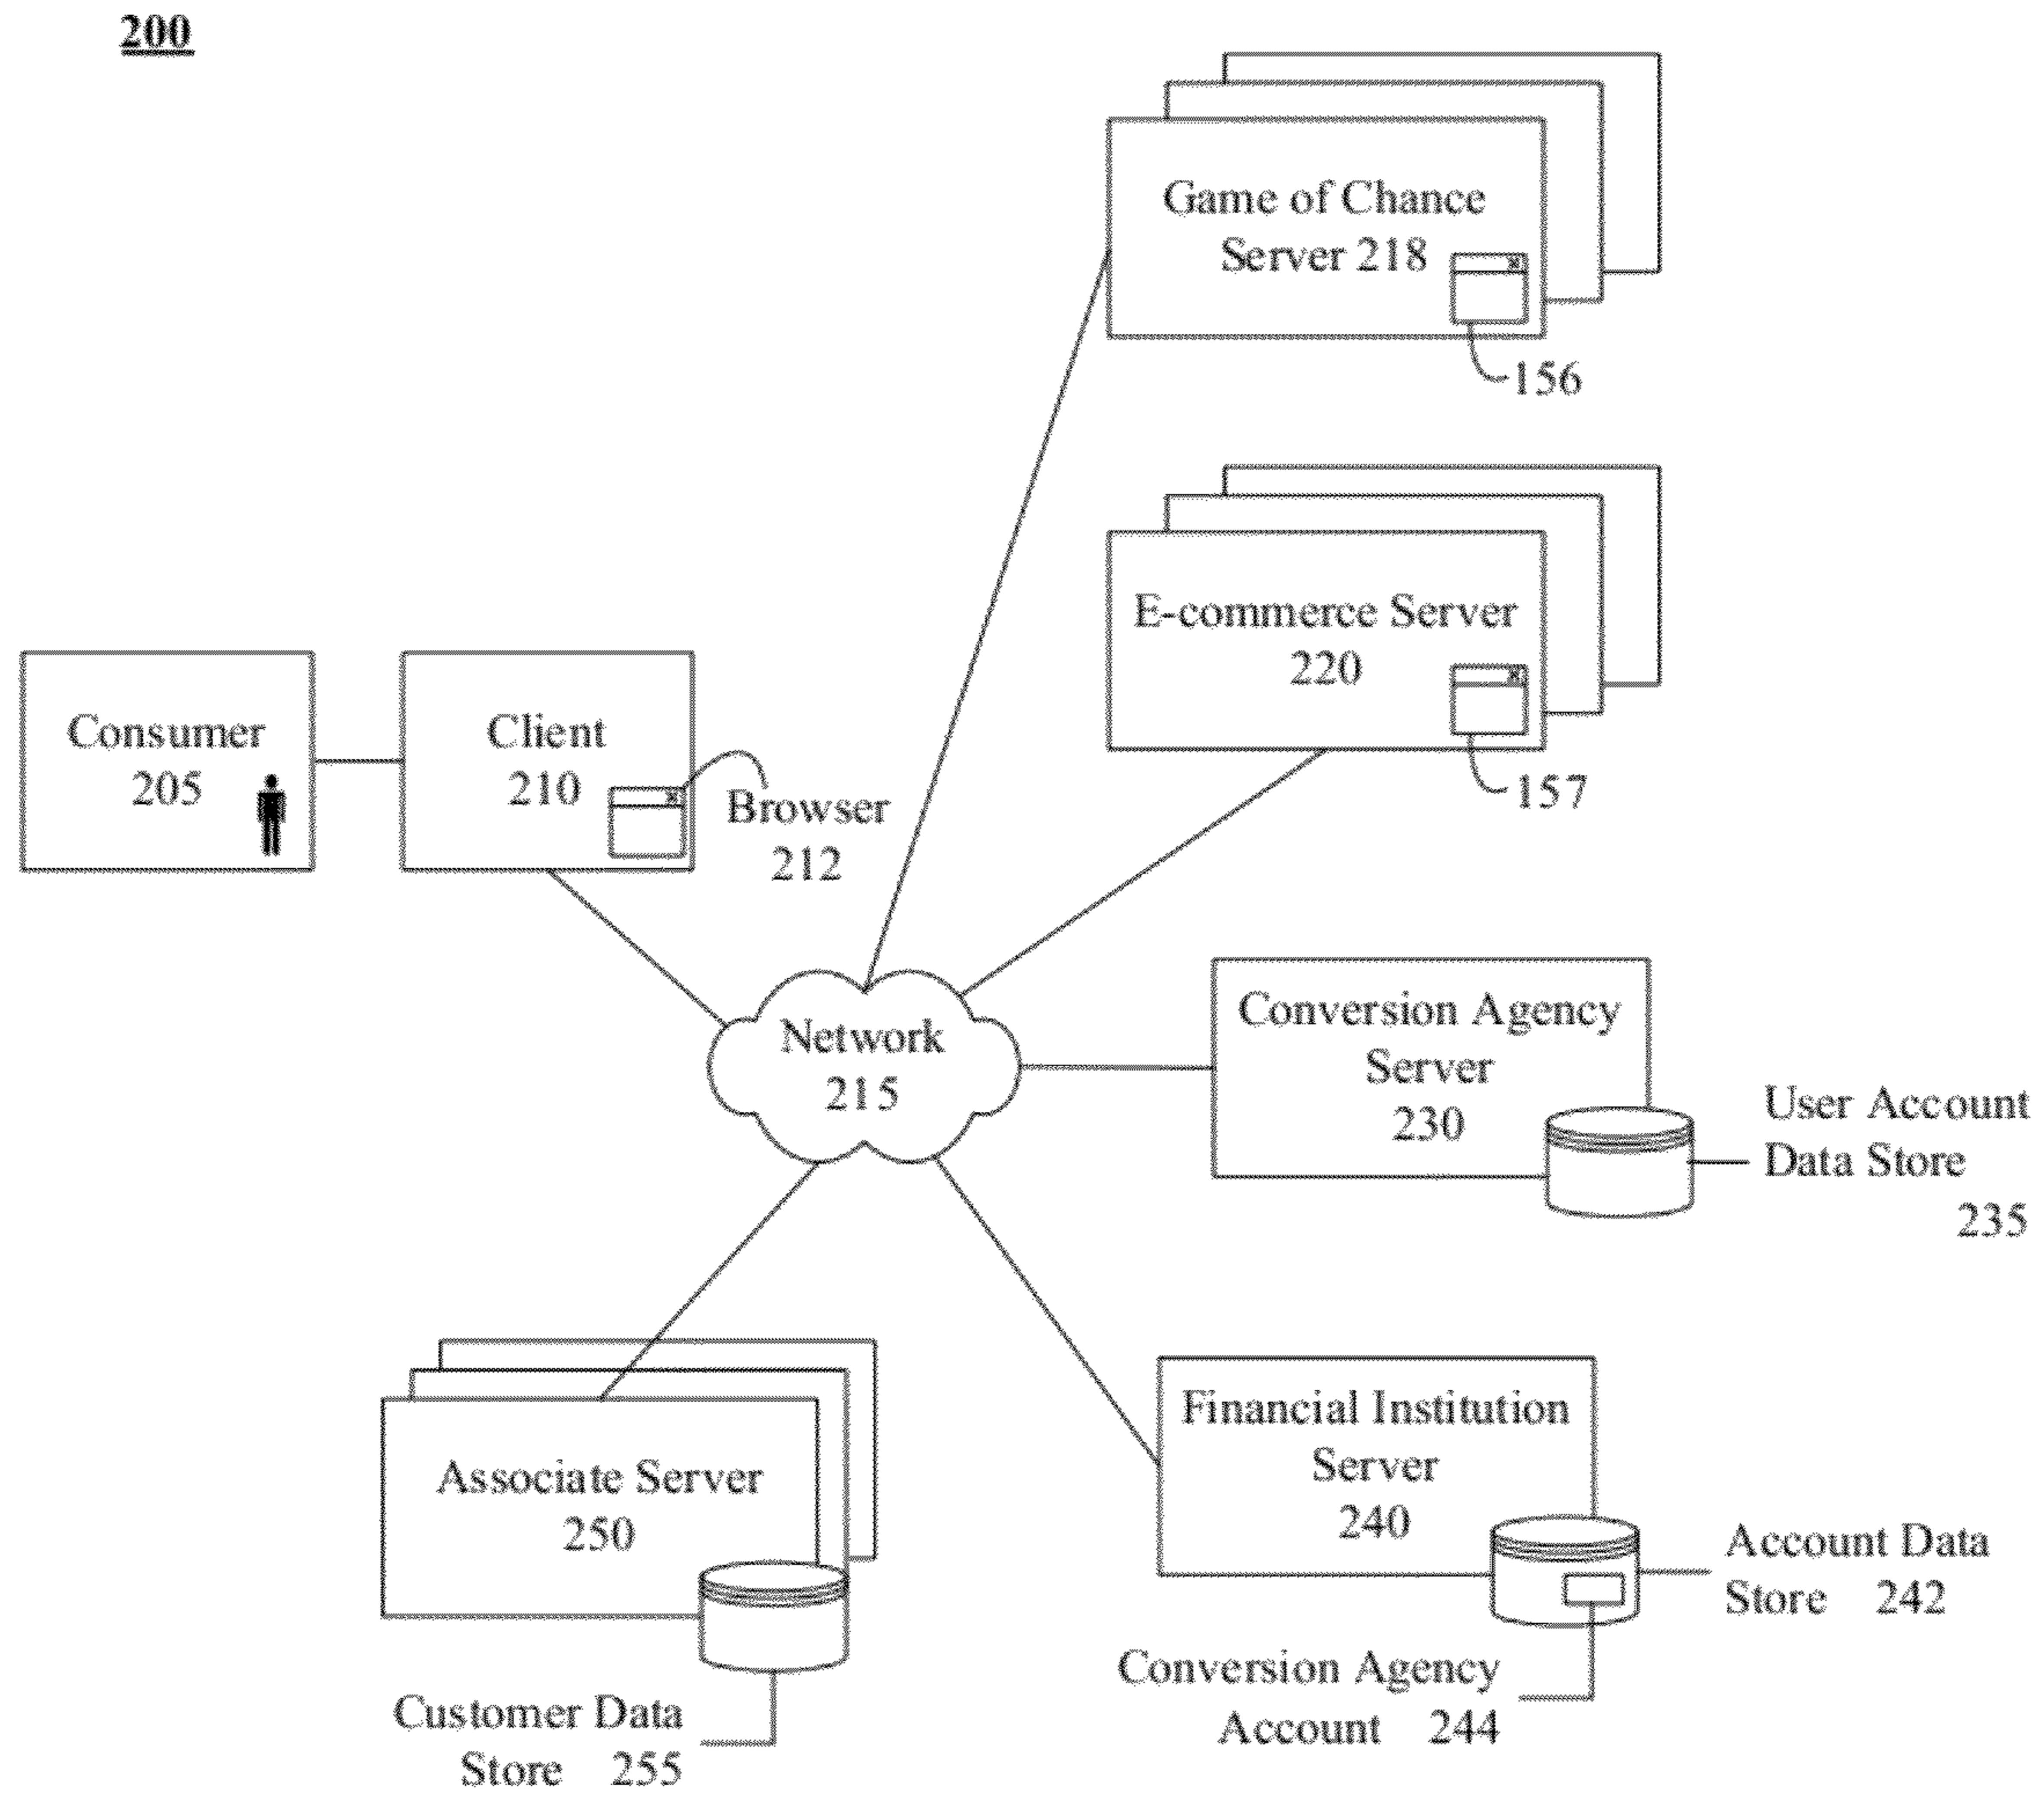 200
Game of Chance
Server 218
156
E-commerce Server
220
157
Consumer
205
Client
210
Browser
212
Network
215
Conversion Agency
Server
230
User Account
Data Store
235
Associate Server
250
Customer Data
Store 255
Financial Institution
Server
240
Account Data
Store 242
Conversion Agency
Account 244